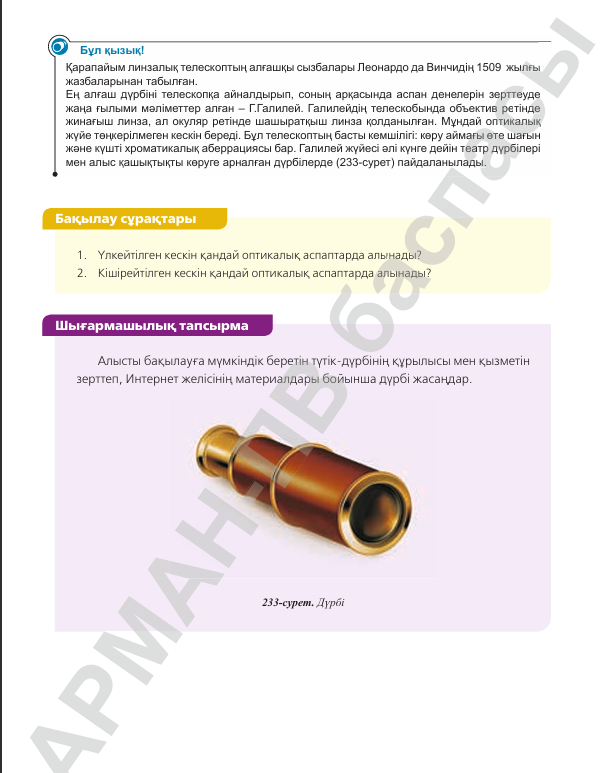 Бұл қызық!
Қарапайым линзалық телескоптың алғашқы сызбалары Леонардо да Винчидің 1509 жылғы
жазбаларынан табылған.
Ең алғаш дүрбіні телескопқа айналдырып, соның арқасында аспан денелерін зерттеуде
жаңа ғылыми мәліметтер алған – Г.Галилей. Галилейдің телескобында объектив ретінде
жинағыш линза, ал окуляр ретінде шашыратқыш линза қолданылған. Мұндай оптикалық
жүйе төңкерілмеген кескін береді. Бұл телескоптың басты кемшілігі: көру аймағы өте шағын
және күшті хроматикалық аберрациясы бар. Галилей жүйесі әлі күнге дейін театр дүрбілері
мен алыс қашықтықты көруге арналған дүрбілерде (233-сурет) пайдаланылады.
Бақылау сұрақтары
1. Үлкейтілген кескін қандай оптикалық аспаптарда алынады?
2. Кішірейтілген кескін қандай оптикалық аспаптарда алынады?
Шығармашылық тапсырма
Алысты бақылауға мүмкіндік беретін түтік-дүрбінің құрылысы мен қызметін
зерттеп, Интернет желісінің материалдары бойынша дүрбі жасаңдар.
233-сурет. Дүрбі
АРМАН-ПВ баспасы